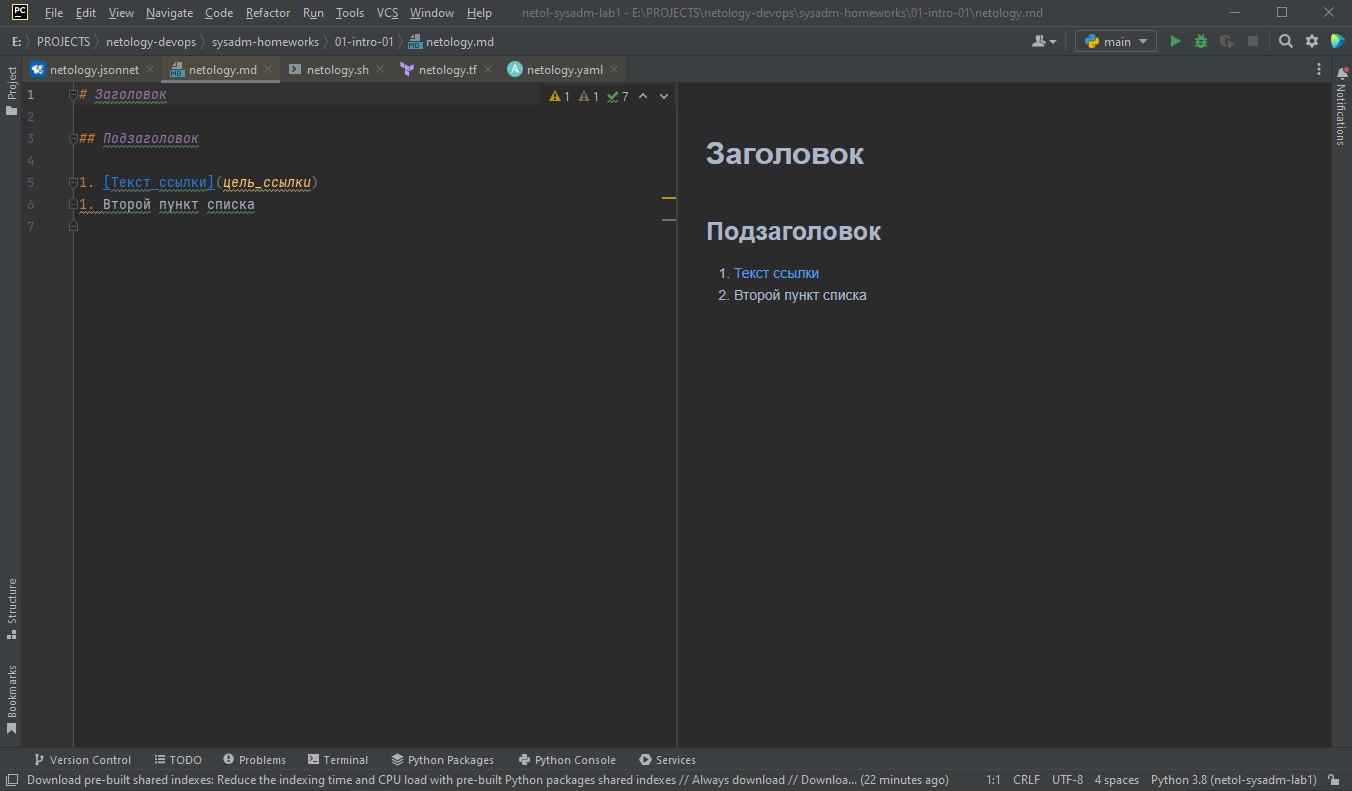 PC File Edit View Navigate Code Refactor Run Tools VCS Window Help netol-sysadm-lab1 - E:\PROJECTS\netology-devops\sysadm-homeworks\01-intro-01\netology.md
E: PROJECTS netology-devops sysadm-homeworks 01-intro-01 netology.md main
netology.jsonnet netology.md netology.sh netology.tf netology.yaml
Project
Notifications
1 # Заголовок 1 1 7
2
3 ## Подзаголовок
4
5 1. [Текст ссылки](цель_ссылки)
6 1. Второй пункт списка
7
Заголовок
Подзаголовок
1. Текст ссылки
2. Второй пункт списка
Structure
Bookmarks
Version Control TODO Problems Terminal Python Packages Python Console Services
Download pre-built shared indexes: Reduce the indexing time and CPU load with pre-built Python packages shared indexes // Always download // Downloa... (22 minutes ago) 1:1 CRLF UTF-8 4 spaces Python 3.8 (netol-sysadm-lab1)